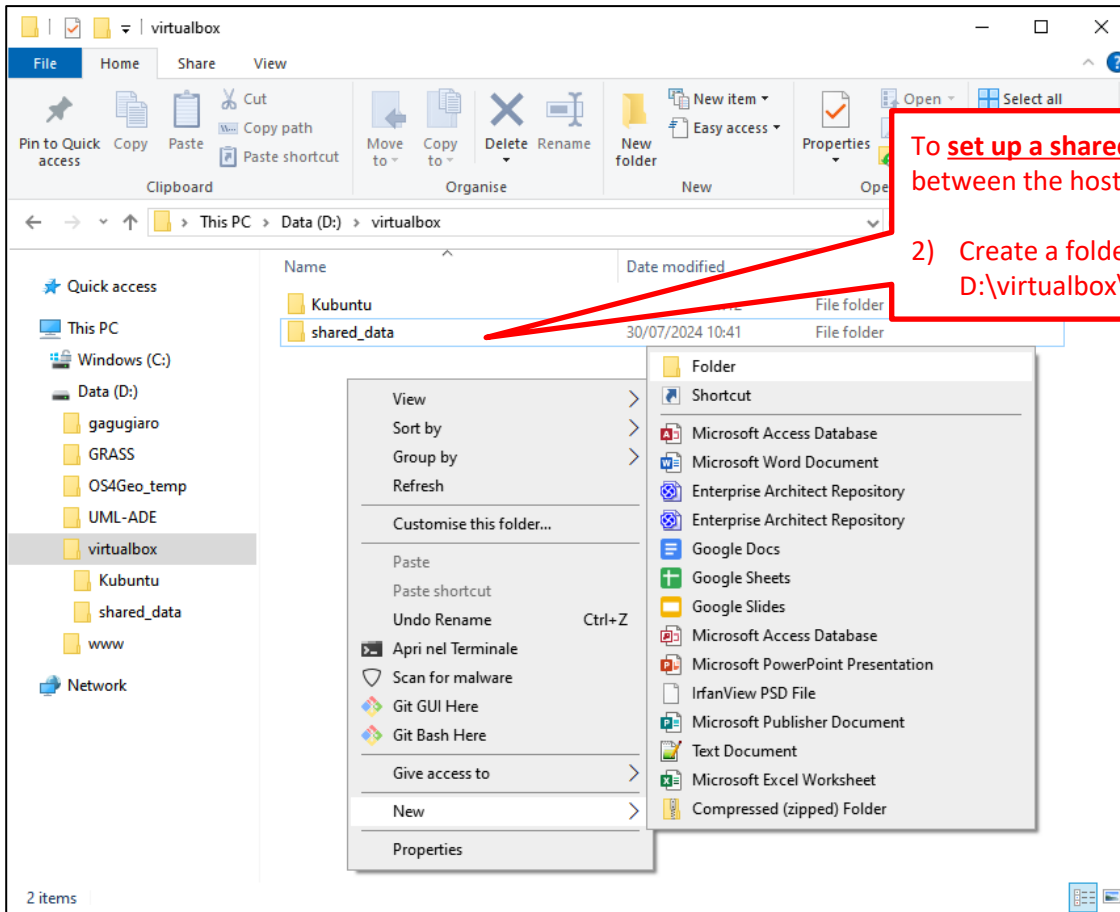 virtualbox
File Home Share View
Pin to Quick access
Copy
Paste
Cut
Copy path
Paste shortcut
Clipboard
Move to
Copy to
Delete
Rename
Organise
New folder
New item
Easy access
New
Properties
Open
Select all
This PC > Data (D:) > virtualbox
Quick access
This PC
Windows (C:)
Data (D:)
gagugiaro
GRASS
OS4Geo_temp
UML-ADE
virtualbox
Kubuntu
shared_data
www
Network
Name Date modified
Kubuntu File folder
shared_data 30/07/2024 10:41 File folder
To set up a shared
between the host
2) Create a folde
D:\virtualbox\
View
Sort by
Group by
Refresh
Customise this folder...
Paste
Paste shortcut
Undo Rename Ctrl+Z
Apri nel Terminale
Scan for malware
Git GUI Here
Git Bash Here
Give access to
New
Properties
Folder
Shortcut
Microsoft Access Database
Microsoft Word Document
Enterprise Architect Repository
Enterprise Architect Repository
Google Docs
Google Sheets
Google Slides
Microsoft Access Database
Microsoft PowerPoint Presentation
IrfanView PSD File
Microsoft Publisher Document
Text Document
Microsoft Excel Worksheet
Compressed (zipped) Folder
2 items